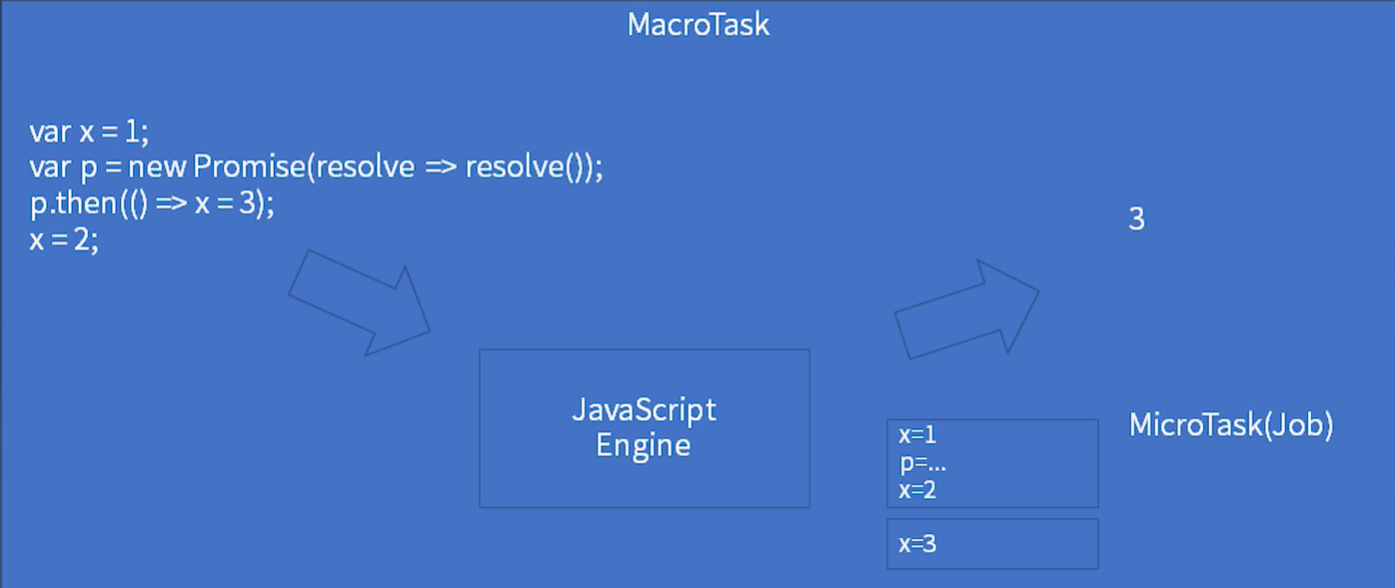 MacroTask
var x = 1;
var p = new Promise(resolve => resolve());
p.then(() => x = 3);
x = 2;
3
JavaScript
Engine
x=1
p=...
x=2
MicroTask(Job)
x=3